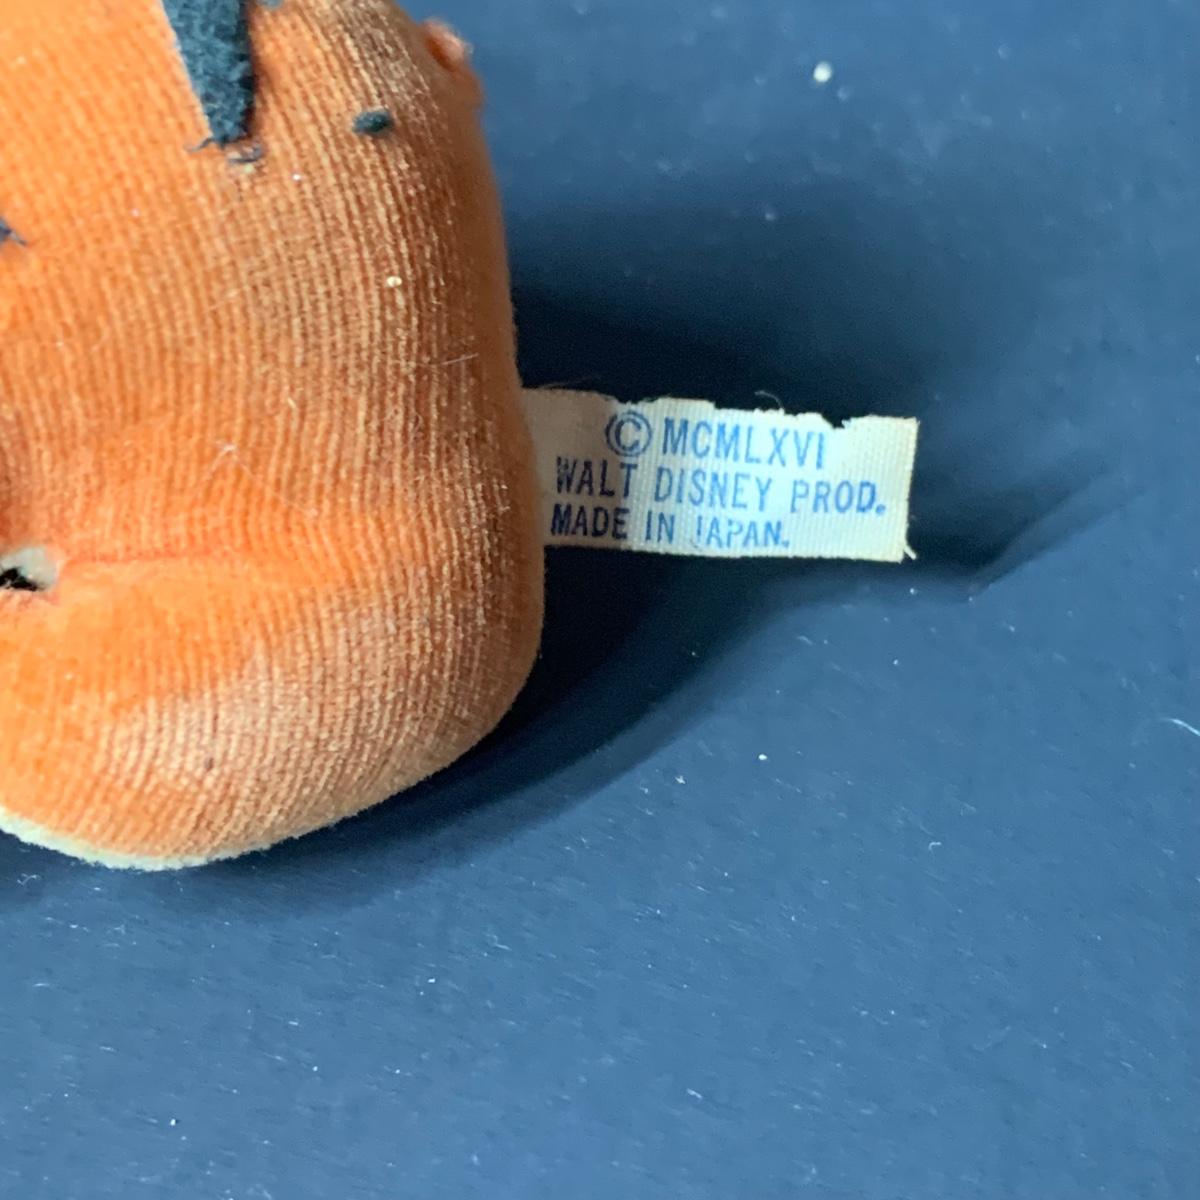 © MCMLXVI
WALT DISNEY PROD.
MADE IN JAPAN.